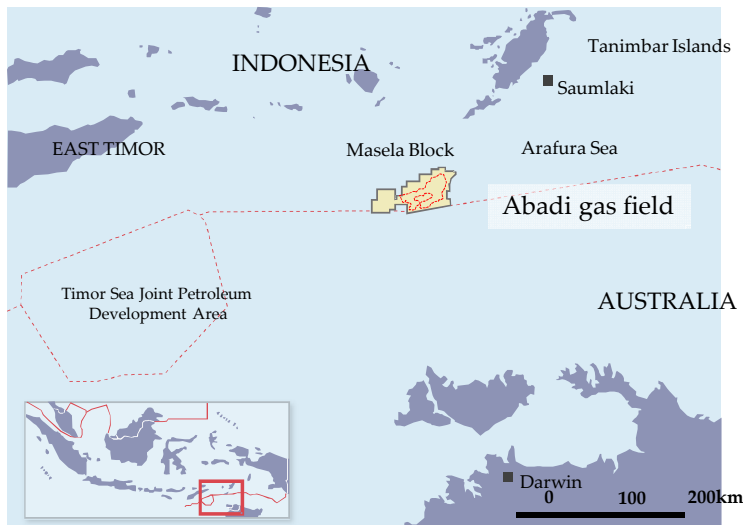 INDONESIA
Tanimbar Islands
Saumlaki
EAST TIMOR
Masela Block
Arafura Sea
Abadi gas field
Timor Sea Joint Petroleum
Development Area
AUSTRALIA
Darwin
0 100 200km